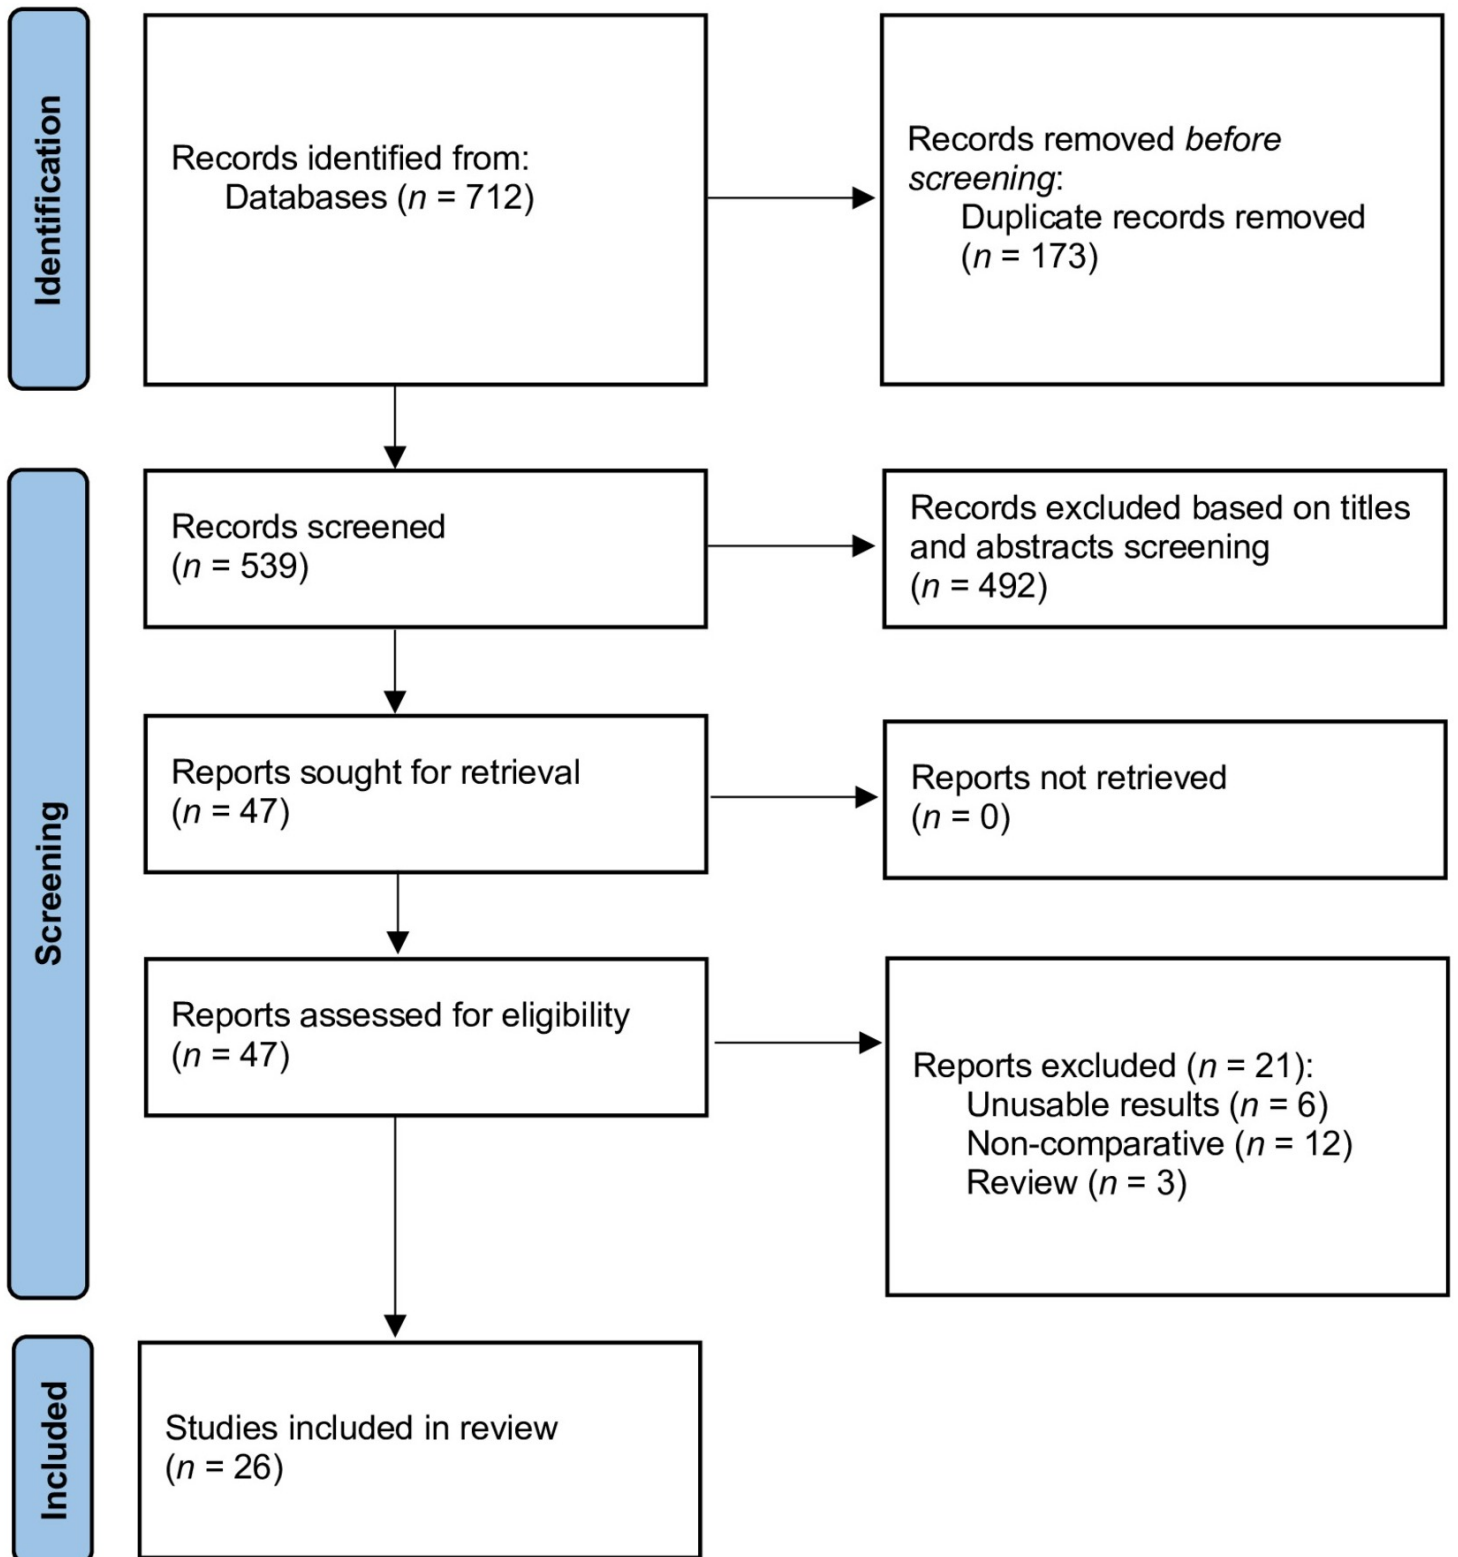 Identification
Records identified from:
Databases (n = 712)
Records removed before
screening:
Duplicate records removed
(n = 173)
Screening
Records screened
(n = 539)
Records excluded based on titles
and abstracts screening
(n = 492)
Reports sought for retrieval
(n = 47)
Reports not retrieved
(n = 0)
Reports assessed for eligibility
(n = 47)
Reports excluded (n = 21):
Unusable results (n = 6)
Non-comparative (n = 12)
Review (n = 3)
Included
Studies included in review
(n = 26)